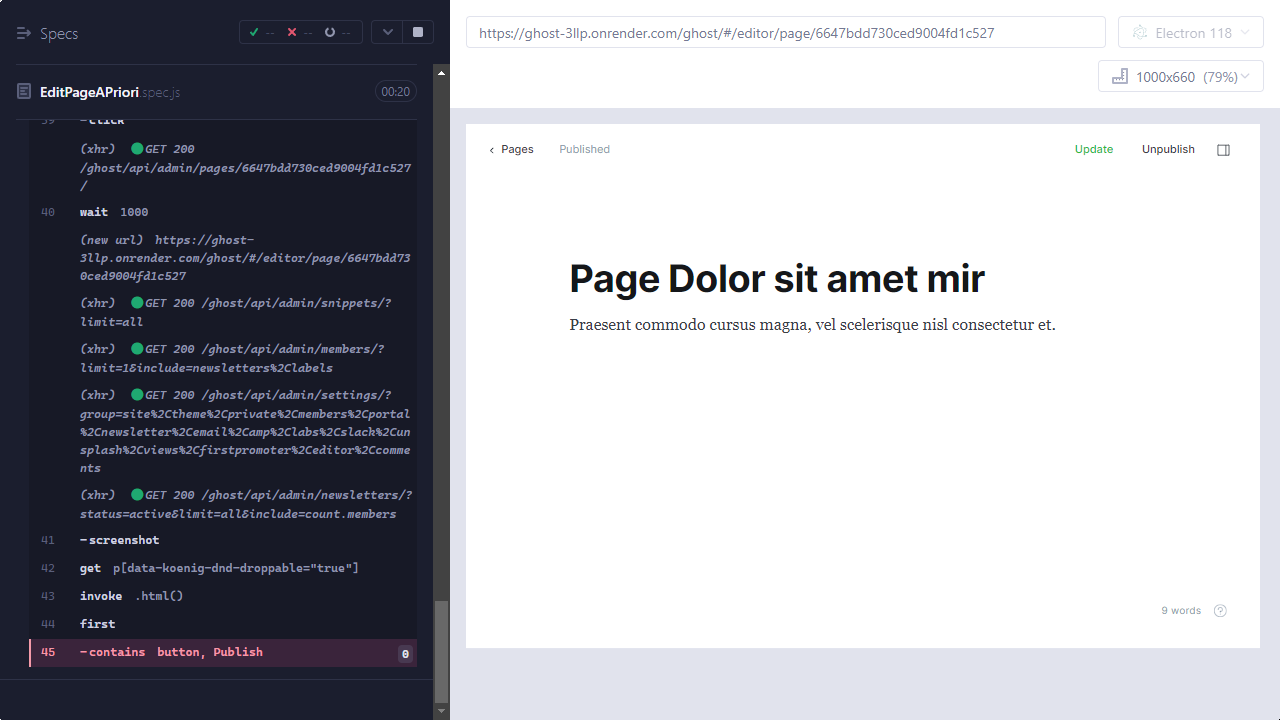 Specs
-- -- --
EditPageAPriori.spec.js
00:20
39 -click
(xhr) GET 200
/ghost/api/admin/pages/6647bdd730ced9004fd1c527
/
40 wait 1000
(new url) https://ghost-
3llp.onrender.com/ghost/#/editor/page/6647bdd73
0ced9004fd1c527
(xhr) GET 200 /ghost/api/admin/snippets/?
limit=all
(xhr) GET 200 /ghost/api/admin/members/?
limit=1&include=newsletters%2Clabels
(xhr) GET 200 /ghost/api/admin/settings/?
group=site%2Ctheme%2Cprivate%2Cmembers%2Cportal
%2Cnewsletter%2Cemail%2Camp%2Clabs%2Cslack%2Cun
splash%2Cviews%2Cfirstpromoter%2Ceditor%2Ccomme
nts
(xhr) GET 200 /ghost/api/admin/newsletters/?
status=active&limit=all&include=count.members
41 -screenshot
42 get p[data-koenig-dnd-droppable="true"]
43 invoke .html()
44 first
45 -contains button, Publish 0
https://ghost-3llp.onrender.com/ghost/#/editor/page/6647bdd730ced9004fd1c527
Electron 118
1000x660 (79%)
Pages Published Update Unpublish
Page Dolor sit amet mir
Praesent commodo cursus magna, vel scelerisque nisl consectetur et.
9 words ?